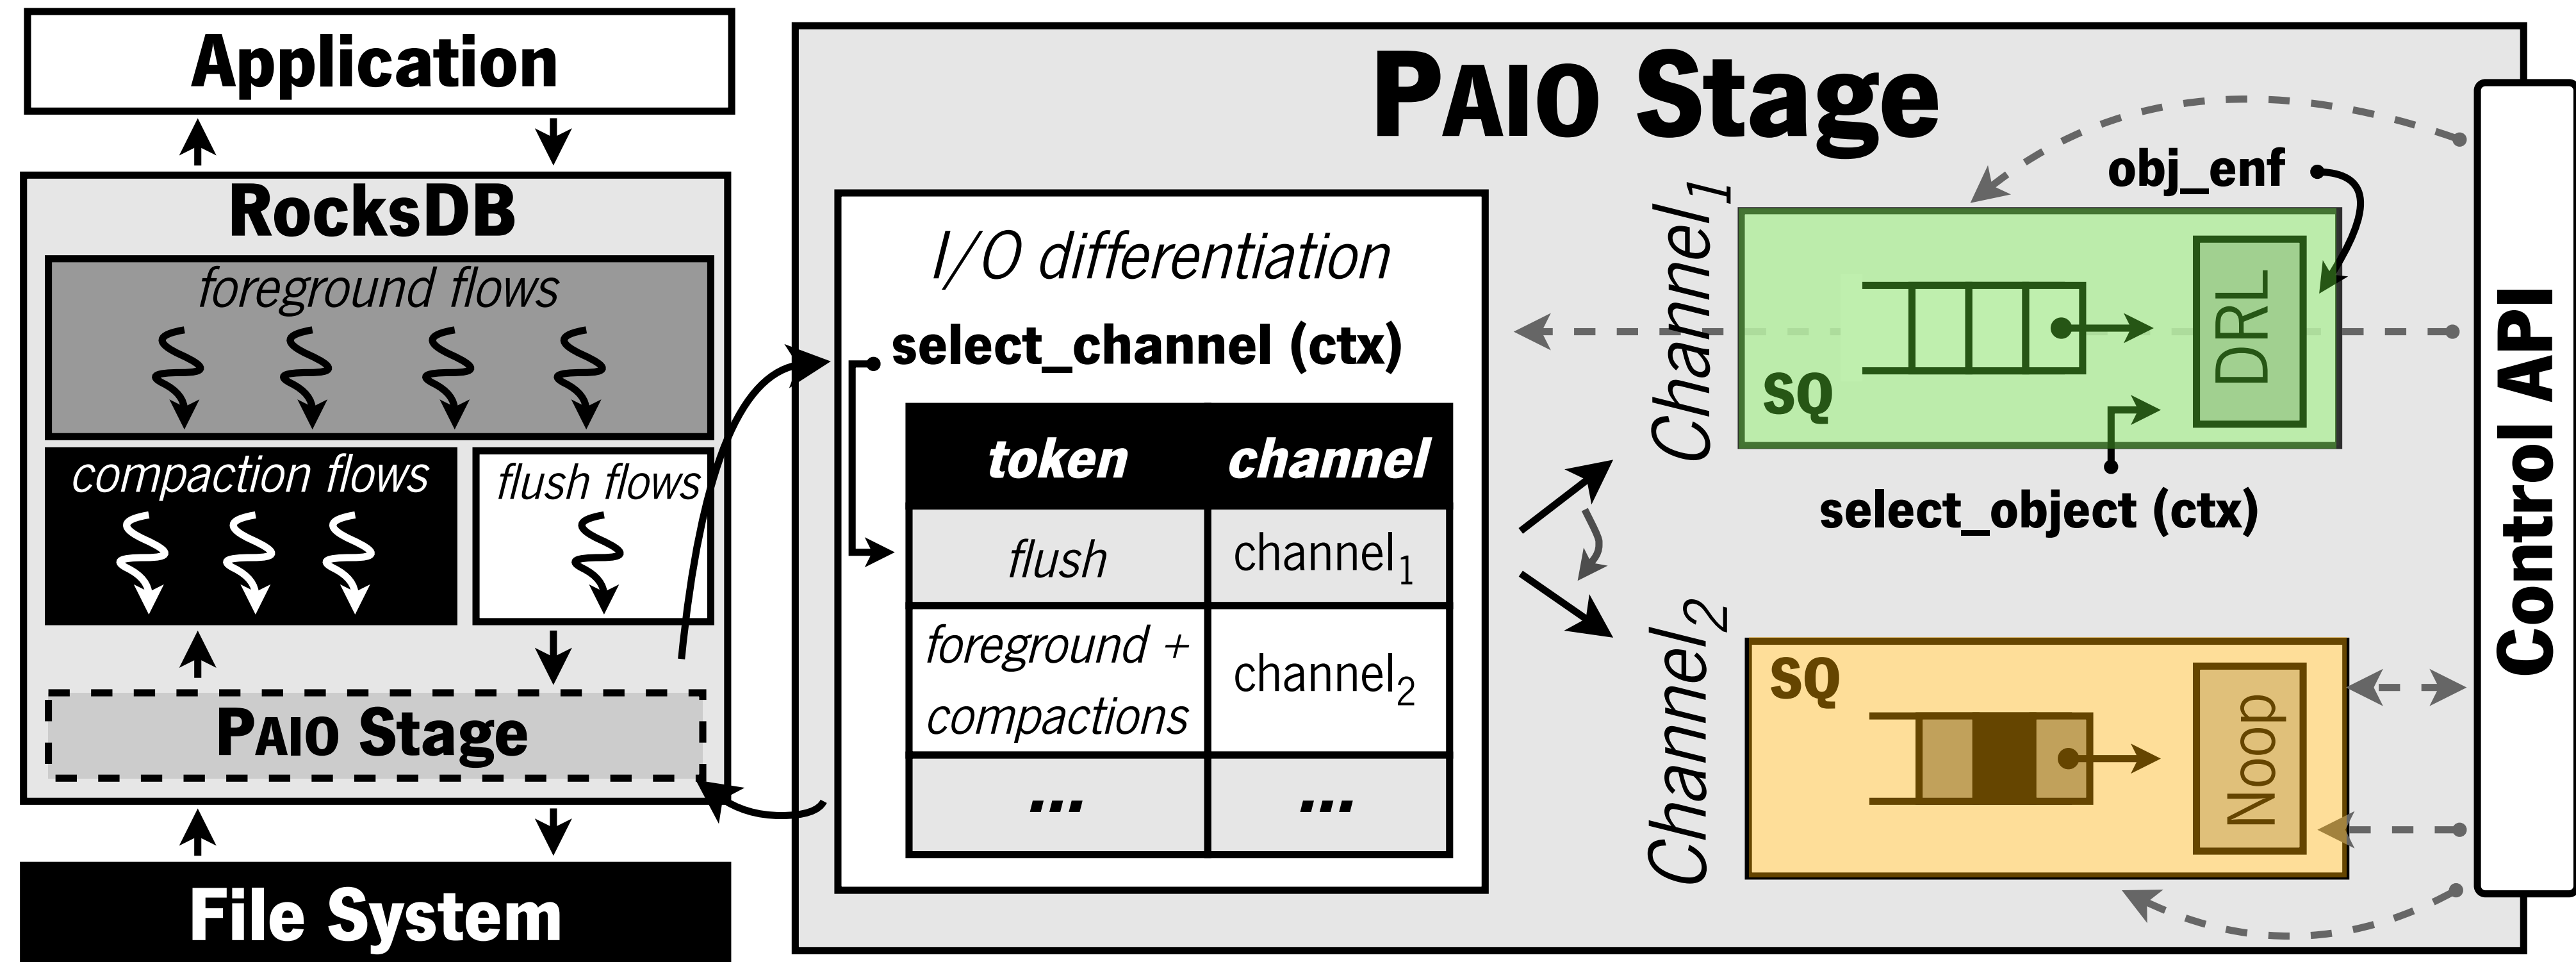 Application
RocksDB
foreground flows
compaction flows
flush flows
PAIO Stage
File System
PAIO Stage
I/O differentiation
select_channel (ctx)
token channel
flush channel₁
foreground +
compactions
channel₂
... ...
Channel₁
obj_enf
SQ
DRL
select_object (ctx)
Channel₂
SQ
Noop
Control API